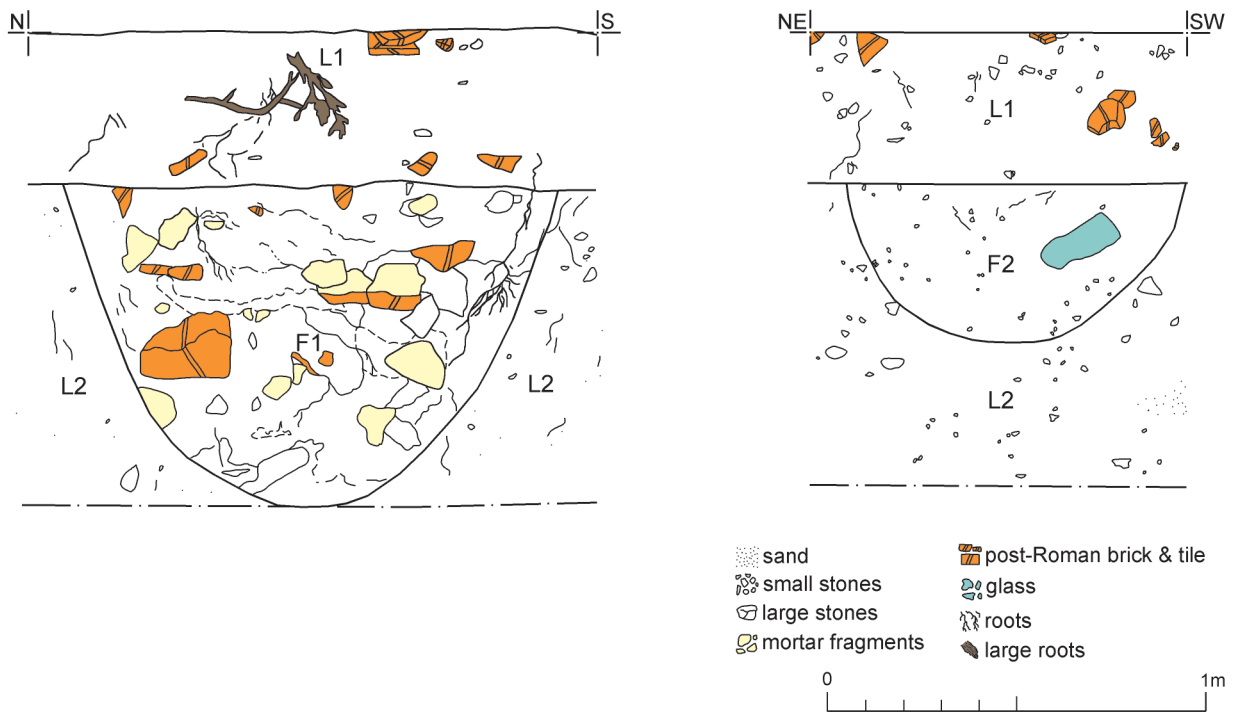 N
S
L1
F1
L2
L2
NE
SW
L1
F2
L2
sand
small stones
large stones
mortar fragments
post-Roman brick & tile
glass
roots
large roots
0
1m